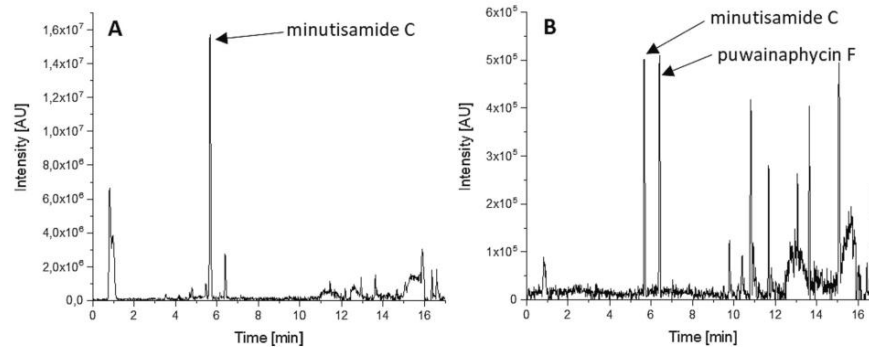 A
minutisamide C
1,6x10⁷
1,4x10⁷
1,2x10⁷
1,0x10⁷
8,0x10⁶
6,0x10⁶
4,0x10⁶
2,0x10⁶
0,0
Intensity [AU]
0 2 4 6 8 10 12 14 16
Time [min]
B
minutisamide C
puwainaphycin F
6x10⁵
5x10⁵
4x10⁵
3x10⁵
2x10⁵
1x10⁵
0
Intensity [AU]
0 2 4 6 8 10 12 14 16
Time [min]